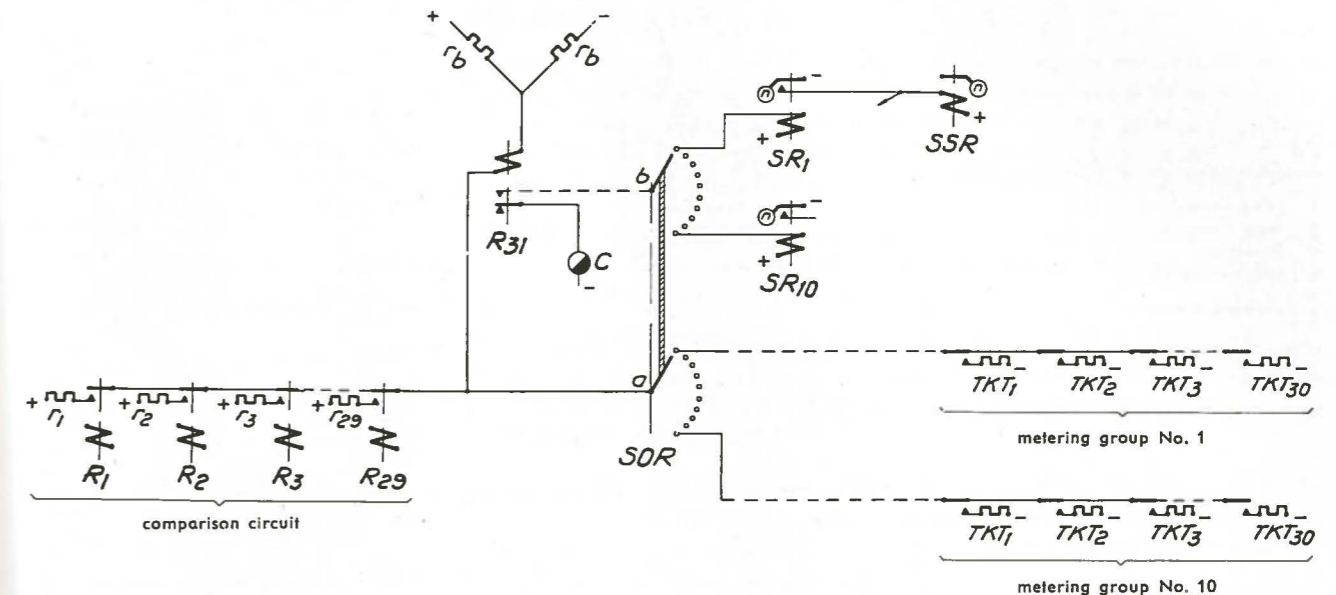 + −
rb rb
n − n
+ +
SR1 SSR
b
n −
R31 C −
+
SR10
a
TKT1 − TKT2 − TKT3 − TKT30 −
metering group No. 1
+ r1 + r2 + r3 + r29
SOR
R1 R2 R3 R29
comparison circuit
TKT1 − TKT2 − TKT3 − TKT30 −
metering group No. 10